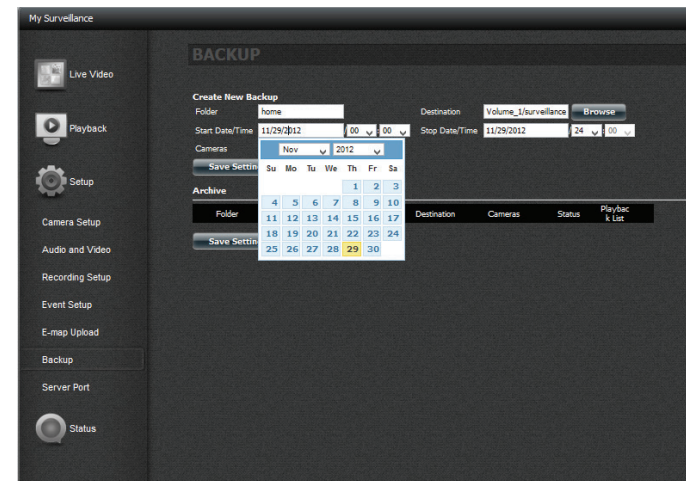 My Surveillance
Live Video
Playback
Setup
Camera Setup
Audio and Video
Recording Setup
Event Setup
E-map Upload
Backup
Server Port
Status
BACKUP
Create New Backup
Folder home Destination Volume_1/surveillance Browse
Start Date/Time 11/29/2012 / 00 : 00 Stop Date/Time 11/29/2012 / 24 : 00
Cameras
Nov 2012
Su Mo Tu We Th Fr Sa
1 2 3
4 5 6 7 8 9 10
11 12 13 14 15 16 17
18 19 20 21 22 23 24
25 26 27 28 29 30
Save Settin
Archive
Folder Destination Cameras Status Playbac
k List
Save Settin